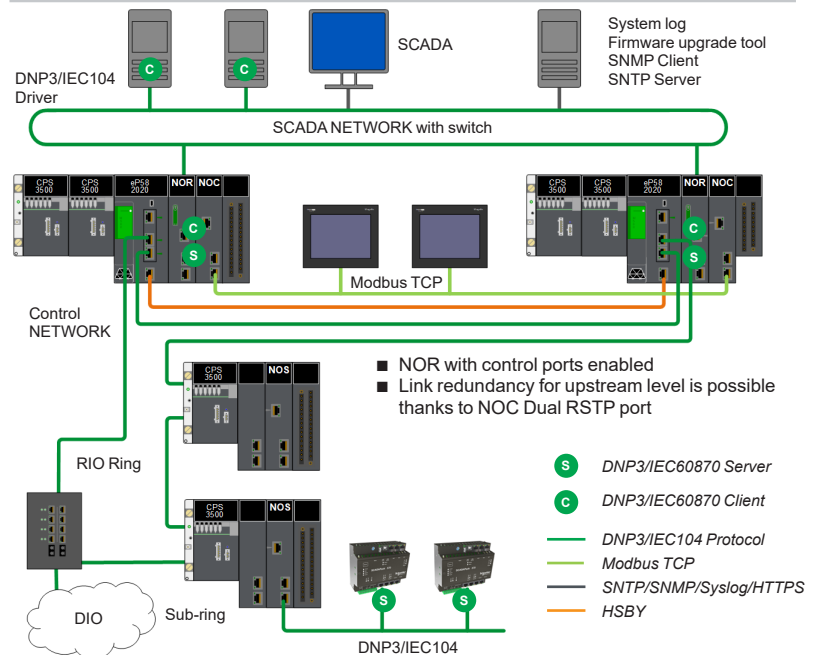 System log
Firmware upgrade tool
SNMP Client
SNTP Server
SCADA
C
C
DNP3/IEC104
Driver
SCADA NETWORK with switch
CPS
3500
CPS
3500
eP58
2020
NOR
NOC
C
S
CPS
3500
CPS
3500
eP58
2020
NOR
NOC
C
S
Modbus TCP
Control
NETWORK
CPS
3500
NOS
■ NOR with control ports enabled
■ Link redundancy for upstream level is possible
thanks to NOC Dual RSTP port
RIO Ring
S DNP3/IEC60870 Server
C DNP3/IEC60870 Client
CPS
3500
NOS
DNP3/IEC104 Protocol
Modbus TCP
SNTP/SNMP/Syslog/HTTPS
HSBY
S
S
DIO
Sub-ring
DNP3/IEC104